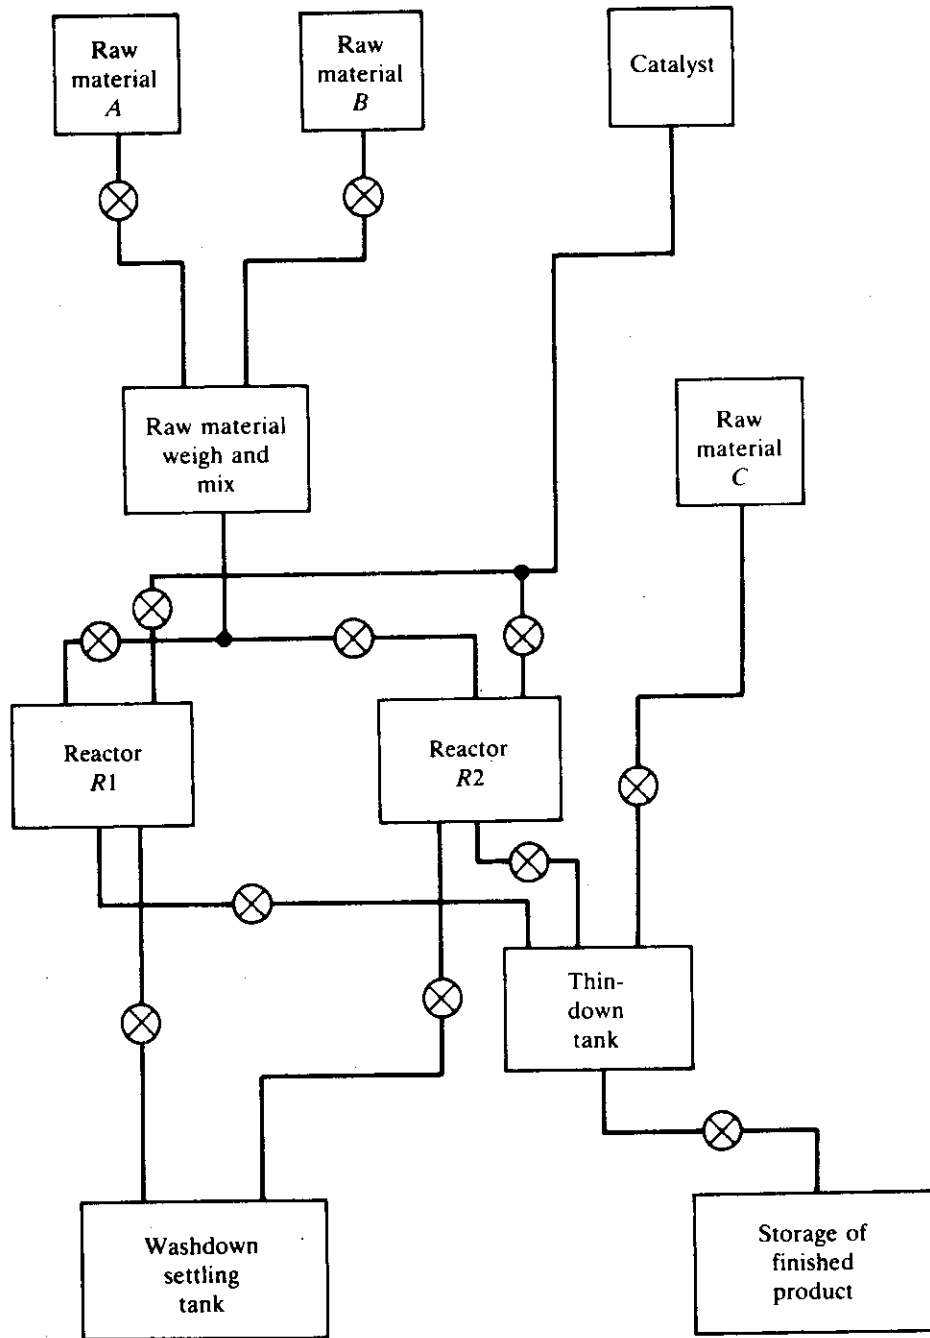 Raw
material
A
Raw
material
B
Catalyst
Raw material
weigh and
mix
Raw
material
C
Reactor
R1
Reactor
R2
Thin-
down
tank
Washdown
settling
tank
Storage of
finished
product